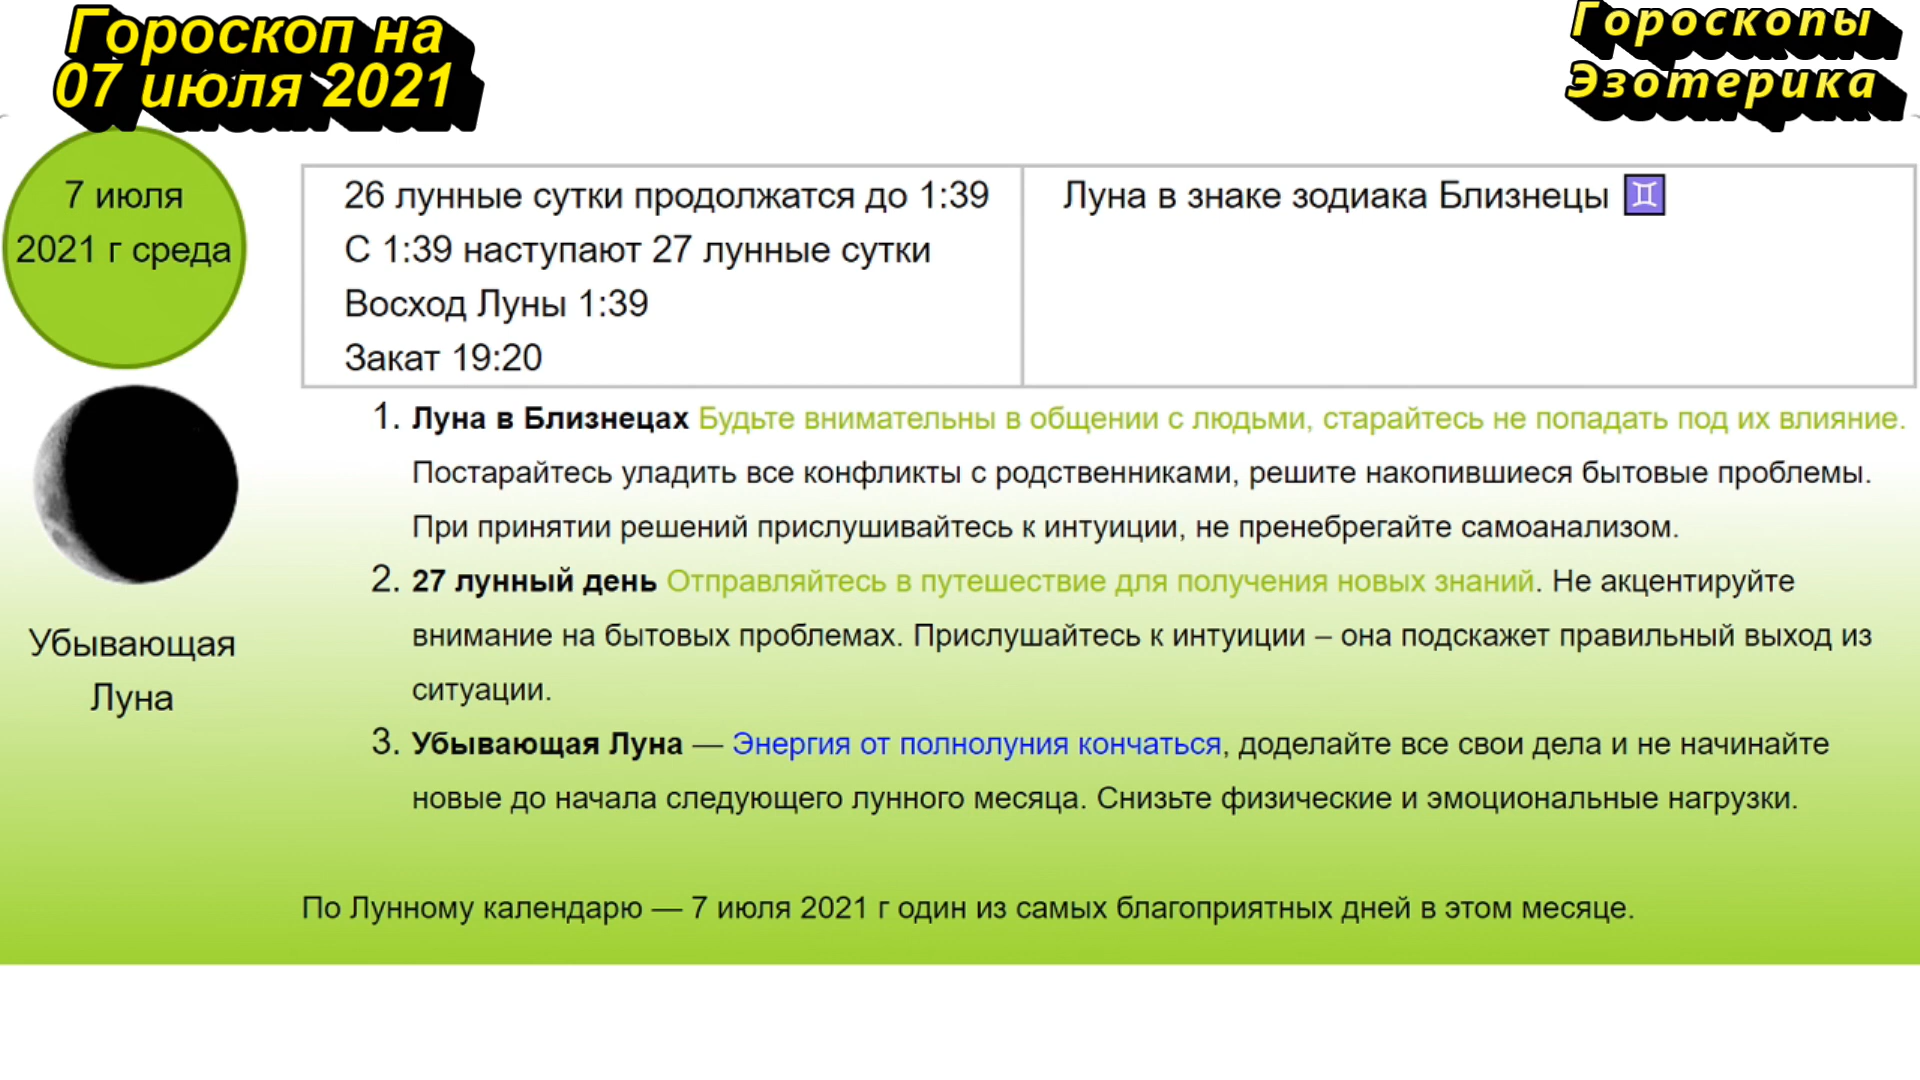 Гороскоп на
07 июля 2021
Гороскопы
Эзотерика
7 июля
2021 г среда
26 лунные сутки продолжатся до 1:39
С 1:39 наступают 27 лунные сутки
Восход Луны 1:39
Закат 19:20
Луна в знаке зодиака Близнецы ♊
1. Луна в Близнецах Будьте внимательны в общении с людьми, старайтесь не попадать под их влияние.
Постарайтесь уладить все конфликты с родственниками, решите накопившиеся бытовые проблемы.
При принятии решений прислушивайтесь к интуиции, не пренебрегайте самоанализом.
2. 27 лунный день Отправляйтесь в путешествие для получения новых знаний. Не акцентируйте
внимание на бытовых проблемах. Прислушайтесь к интуиции – она подскажет правильный выход из
ситуации.
3. Убывающая Луна — Энергия от полнолуния кончаться, доделайте все свои дела и не начинайте
новые до начала следующего лунного месяца. Снизьте физические и эмоциональные нагрузки.
Убывающая
Луна
По Лунному календарю — 7 июля 2021 г один из самых благоприятных дней в этом месяце.